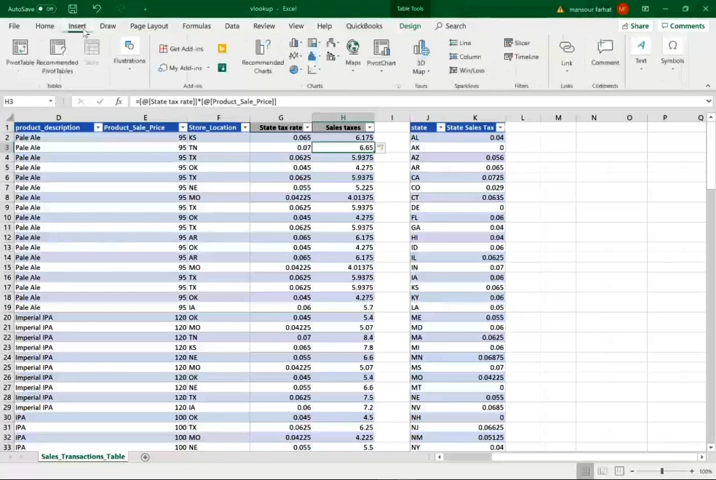 AutoSave Off vlookup - Excel Table Tools mansour farhat
File Home Insert Draw Page Layout Formulas Data Review View Help QuickBooks Design Search Share Comments
PivotTable Recommended PivotTables Table Illustrations Get Add-ins My Add-ins Recommended Charts Maps PivotChart 3D Map Line Column Win/Loss Slicer Timeline Link Comment Text Symbols
Tables Add-ins Charts Tours Sparklines Filters Links Comments
H3 =[@[State tax rate]]*[@[Product_Sale_Price]]
D E F G H I J K L M N O P Q
1 product_description Product_Sale_Price Store_Location State tax rate Sales taxes state State Sales Tax
2 Pale Ale 95 KS 0.065 6.175 AL 0.04
3 Pale Ale 95 TN 0.07 6.65 AK 0
4 Pale Ale 95 TX 0.0625 5.9375 AZ 0.056
5 Pale Ale 95 OK 0.045 4.275 AR 0.065
6 Pale Ale 95 TX 0.0625 5.9375 CA 0.0725
7 Pale Ale 95 NE 0.055 5.225 CO 0.029
8 Pale Ale 95 MO 0.04225 4.01375 CT 0.0635
9 Pale Ale 95 TX 0.0625 5.9375 DE 0
10 Pale Ale 95 OK 0.045 4.275 FL 0.06
11 Pale Ale 95 TX 0.0625 5.9375 GA 0.04
12 Pale Ale 95 AR 0.065 6.175 HI 0.04
13 Pale Ale 95 OK 0.045 4.275 ID 0.06
14 Pale Ale 95 AR 0.065 6.175 IL 0.0625
15 Pale Ale 95 MO 0.04225 4.01375 IN 0.07
16 Pale Ale 95 TX 0.0625 5.9375 IA 0.06
17 Pale Ale 95 TX 0.0625 5.9375 KS 0.065
18 Pale Ale 95 OK 0.045 4.275 KY 0.06
19 Pale Ale 95 IA 0.06 5.7 LA 0.05
20 Imperial IPA 120 OK 0.045 5.4 ME 0.055
21 Imperial IPA 120 MO 0.04225 5.07 MD 0.06
22 Imperial IPA 120 TN 0.07 8.4 MA 0.0625
23 Imperial IPA 120 KS 0.065 7.8 MI 0.06
24 Imperial IPA 120 NE 0.055 6.6 MN 0.06875
25 Imperial IPA 120 MO 0.04225 5.07 MS 0.07
26 Imperial IPA 120 OK 0.045 5.4 MO 0.04225
27 Imperial IPA 120 NE 0.055 6.6 MT 0
28 Imperial IPA 120 TX 0.0625 7.5 NE 0.055
29 Imperial IPA 120 IA 0.06 7.2 NV 0.0685
30 IPA 100 OK 0.045 4.5 NH 0
31 IPA 100 TX 0.0625 6.25 NJ 0.06625
32 IPA 100 MO 0.04225 4.225 NM 0.05125
33 IPA 100 NE 0.055 5.5 NY 0.04
Sales_Transactions_Table